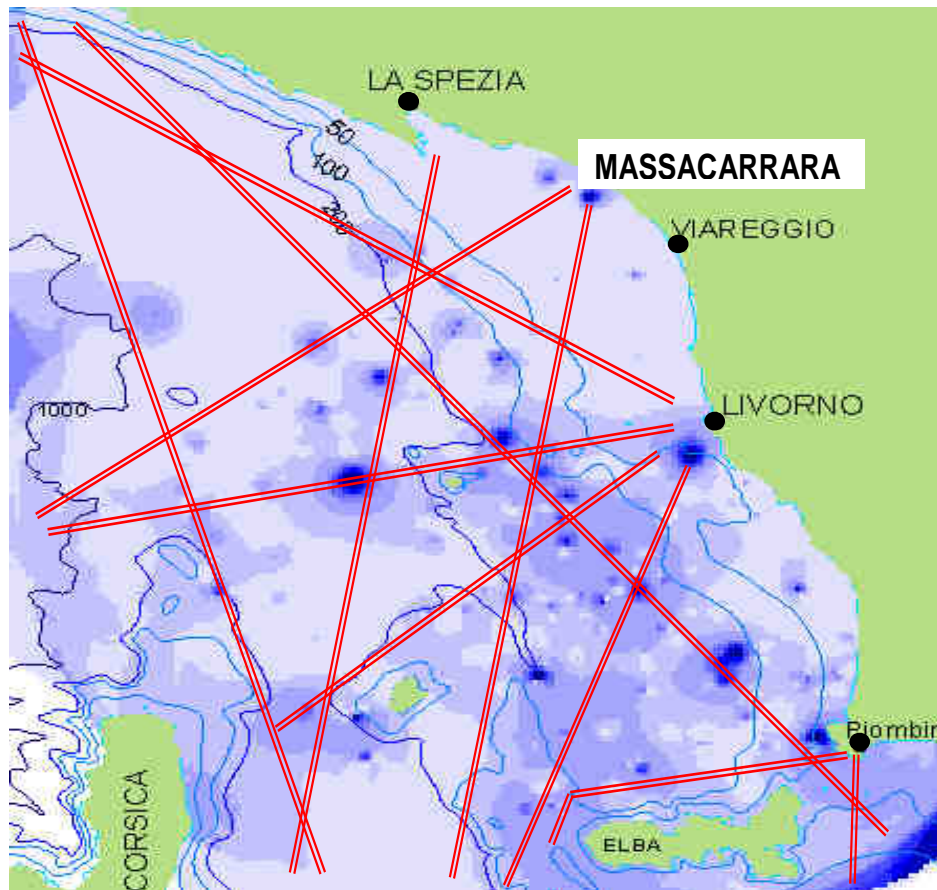 LA SPEZIA
50
100
200
MASSACARRARA
VIAREGGIO
1000
LIVORNO
Piombin
CORSICA
ELBA